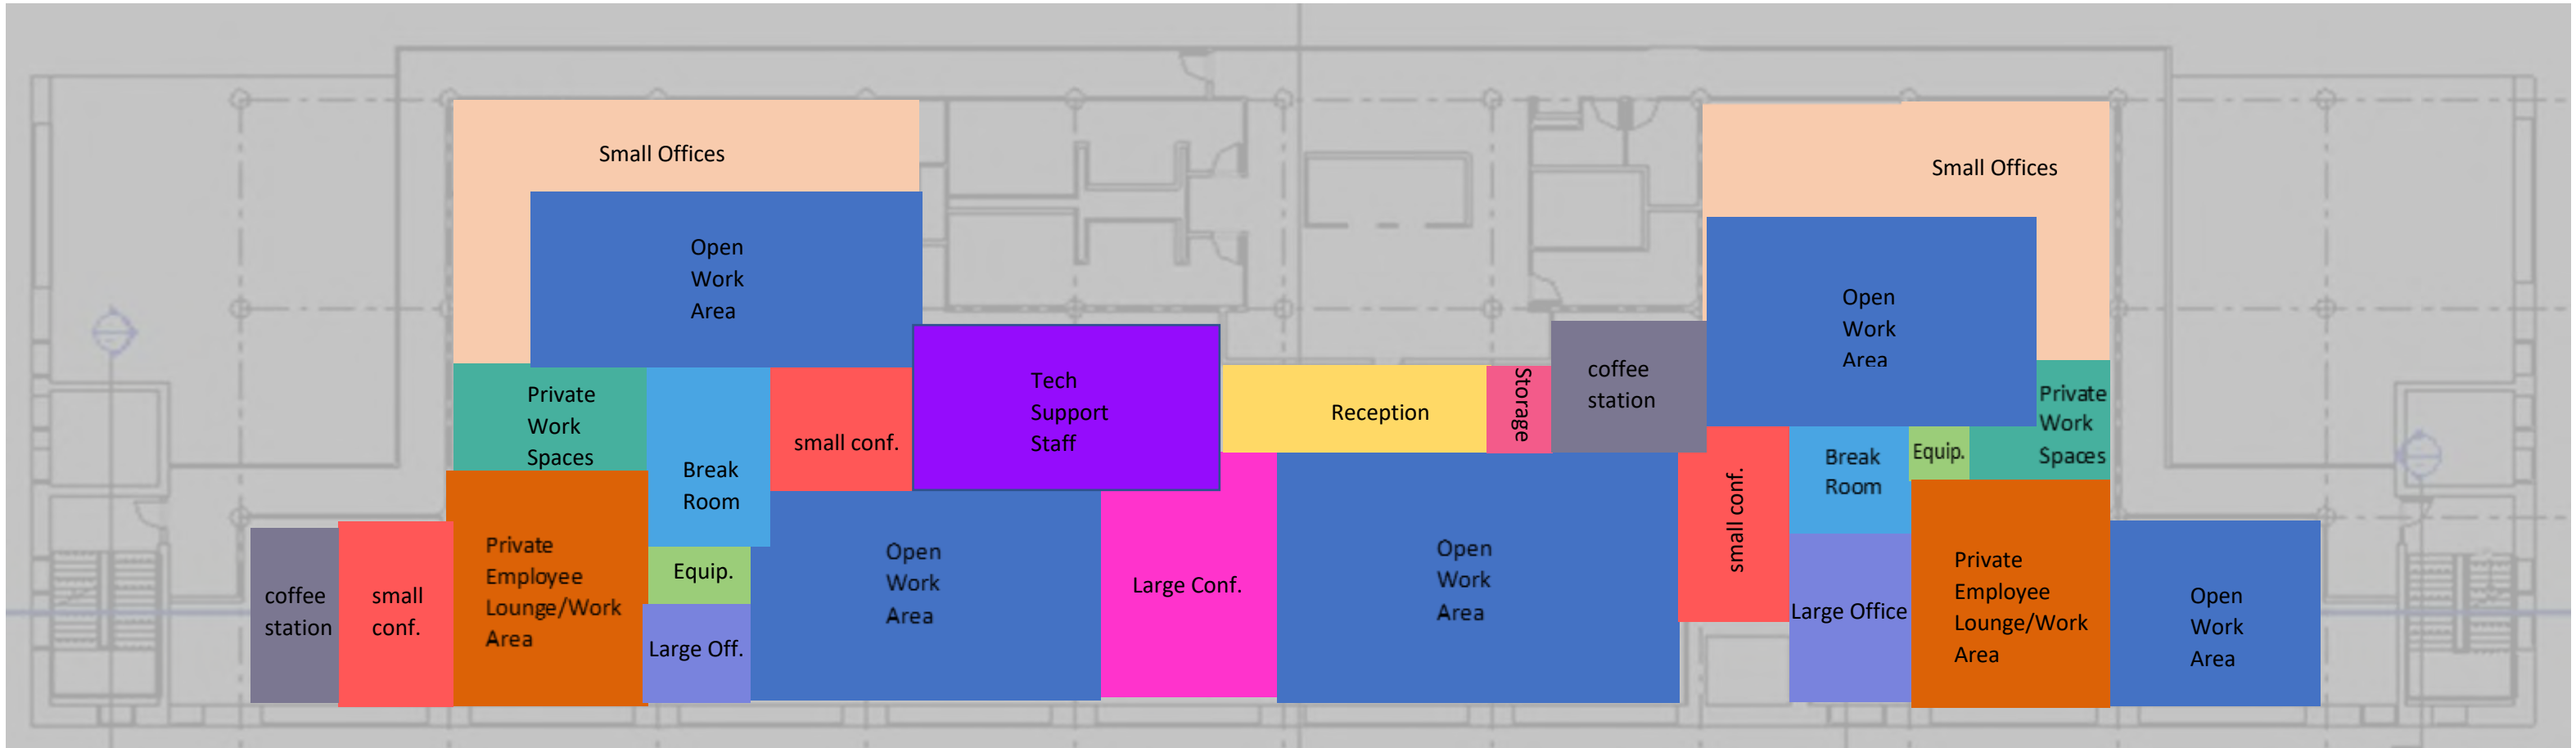 Small Offices
Open
Work
Area
Private
Work
Spaces
Break
Room
small conf.
Tech
Support
Staff
Reception
Storage
coffee
station
Small Offices
Open
Work
Area
Private
Work
Spaces
Equip.
Break
Room
small conf.
coffee
station
small
conf.
Private
Employee
Lounge/Work
Area
Equip.
Large Off.
Open
Work
Area
Large Conf.
Open
Work
Area
Large Office
Private
Employee
Lounge/Work
Area
Open
Work
Area